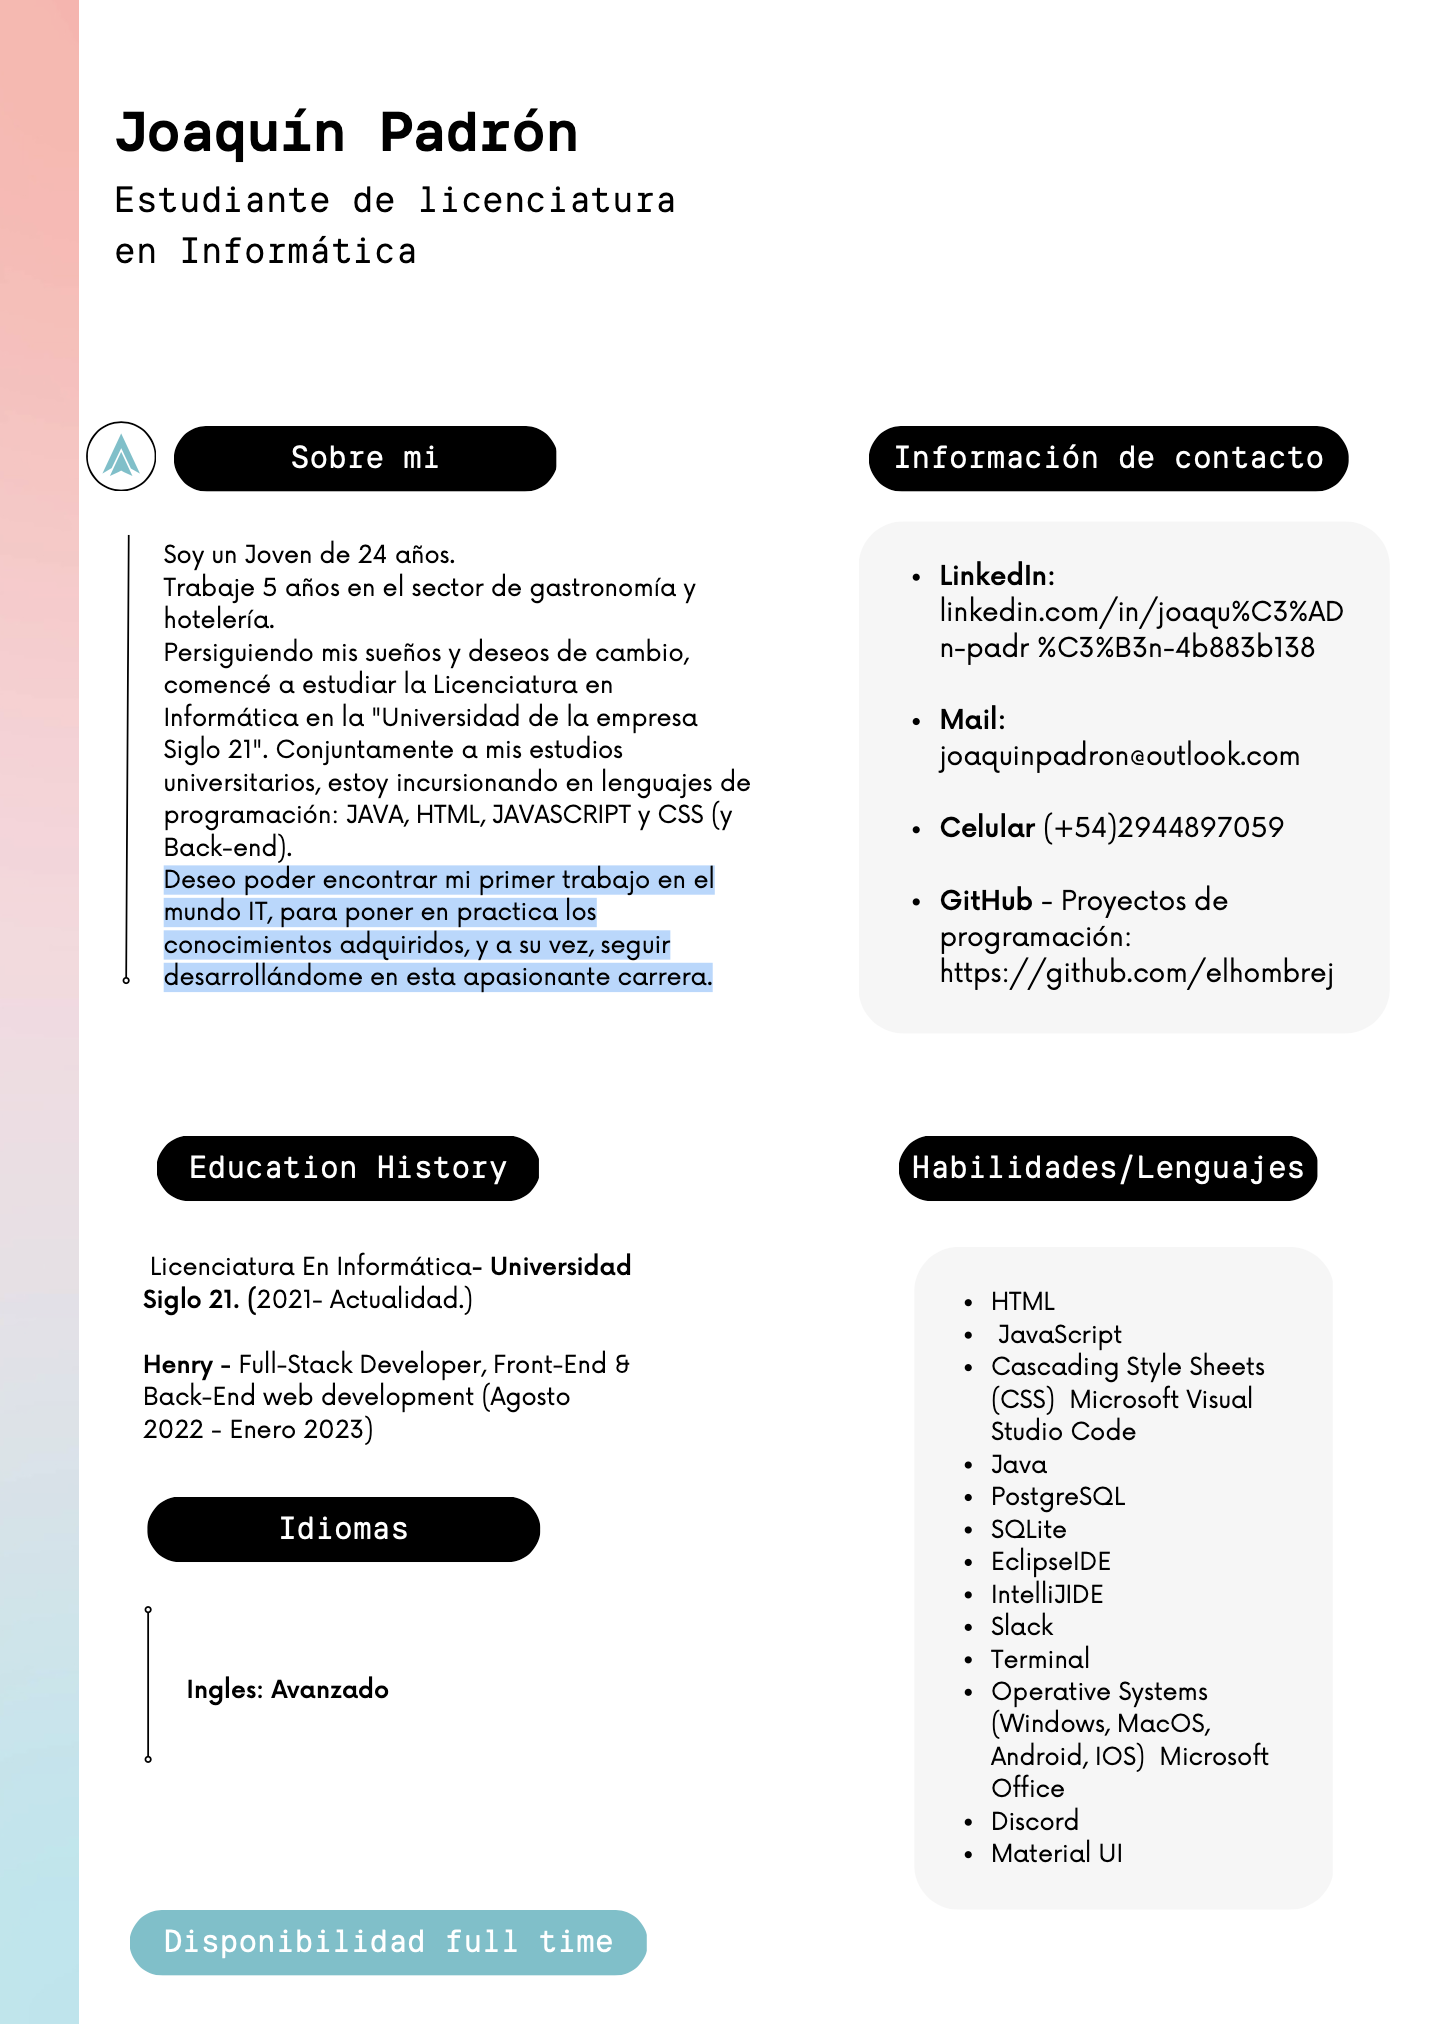 Joaquín Padrón
Estudiante de licenciatura
en Informática
Sobre mi
Soy un Joven de 24 años.
Trabaje 5 años en el sector de gastronomía y
hotelería.
Persiguiendo mis sueños y deseos de cambio,
comencé a estudiar la Licenciatura en
Informática en la "Universidad de la empresa
Siglo 21". Conjuntamente a mis estudios
universitarios, estoy incursionando en lenguajes de
programación: JAVA, HTML, JAVASCRIPT y CSS (y
Back-end).
Deseo poder encontrar mi primer trabajo en el
mundo IT, para poner en practica los
conocimientos adquiridos, y a su vez, seguir
desarrollándome en esta apasionante carrera.
Información de contacto
• LinkedIn:
linkedin.com/in/joaqu%C3%AD
n-padr %C3%B3n-4b883b138
• Mail:
joaquinpadron@outlook.com
• Celular (+54)2944897059
• GitHub - Proyectos de
programación:
https://github.com/elhombrej
Education History
Licenciatura En Informática- Universidad
Siglo 21. (2021- Actualidad.)
Henry - Full-Stack Developer, Front-End &
Back-End web development (Agosto
2022 - Enero 2023)
Idiomas
Ingles: Avanzado
Disponibilidad full time
Habilidades/Lenguajes
• HTML
• JavaScript
• Cascading Style Sheets
(CSS) Microsoft Visual
Studio Code
• Java
• PostgreSQL
• SQLite
• EclipseIDE
• IntelliJIDE
• Slack
• Terminal
• Operative Systems
(Windows, MacOS,
Android, IOS) Microsoft
Office
• Discord
• Material UI